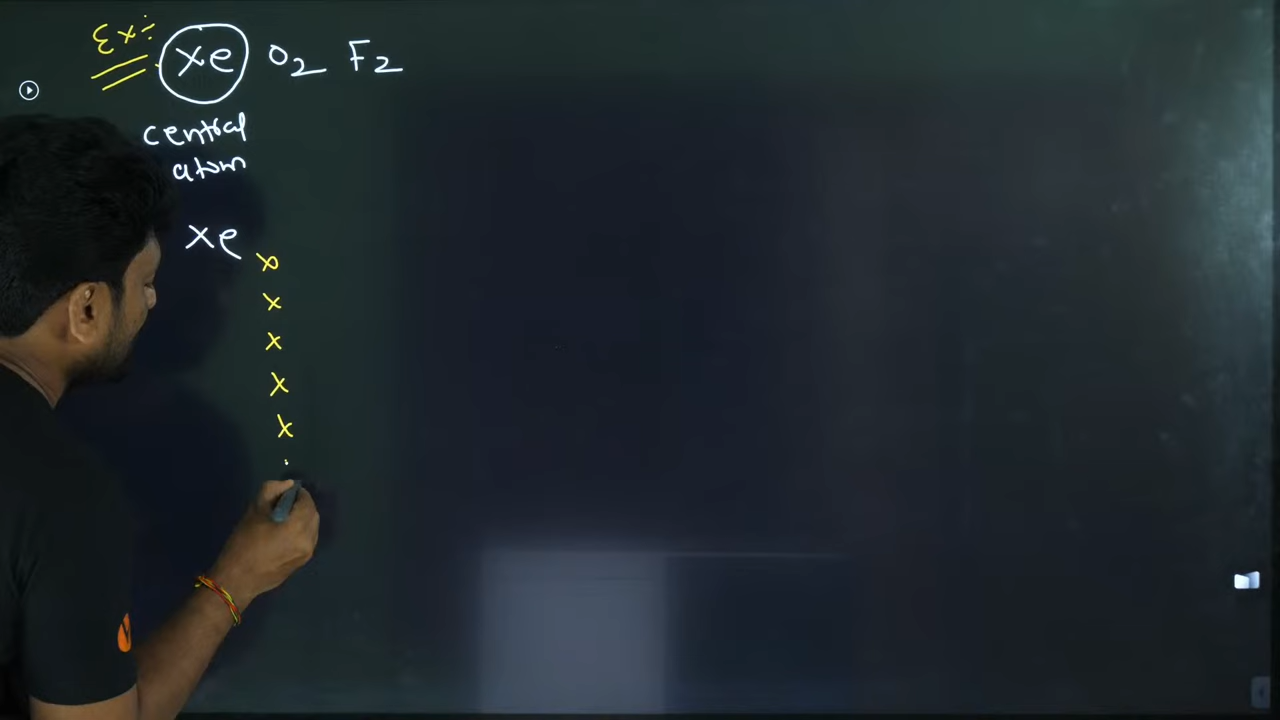 Ex:- Xe O2 F2
central
atom
Xe x
x
x
x
x